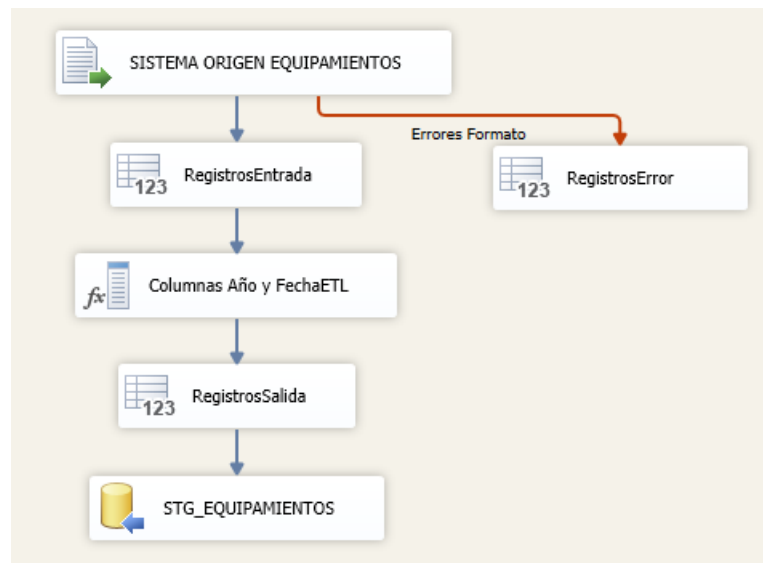 SISTEMA ORIGEN EQUIPAMIENTOS
Errores Formato
123
RegistrosEntrada
123
RegistrosError
fx
Columnas Año y FechaETL
123
RegistrosSalida
STG_EQUIPAMIENTOS